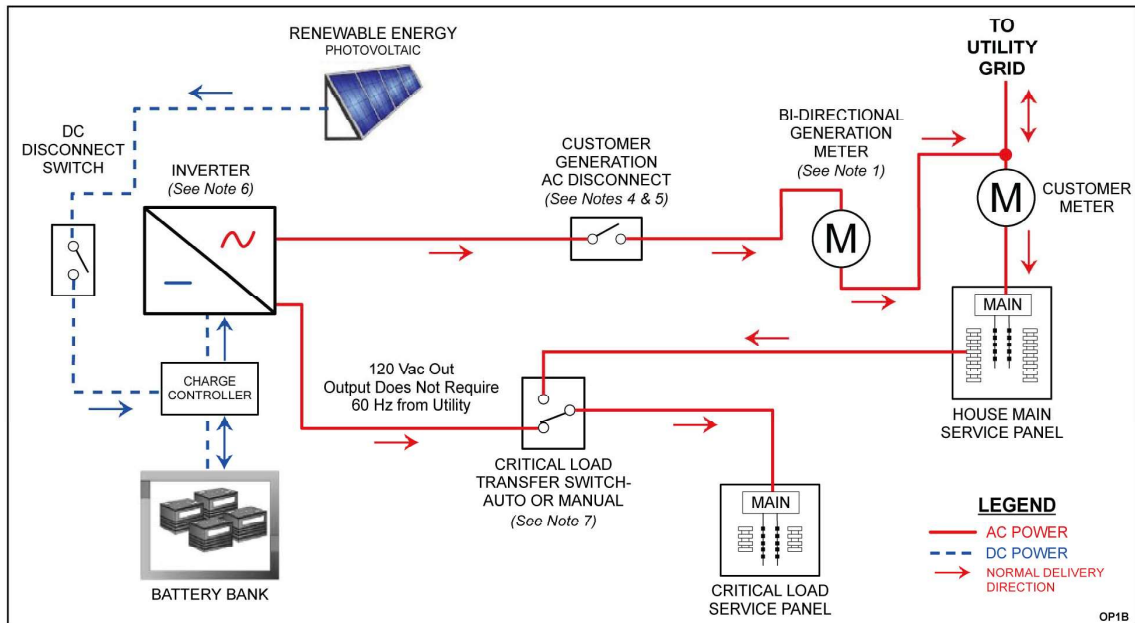 RENEWABLE ENERGY
PHOTOVOLTAIC
TO
UTILITY
GRID
DC
DISCONNECT
SWITCH
INVERTER
(See Note 6)
CUSTOMER
GENERATION
AC DISCONNECT
(See Notes 4 & 5)
BI-DIRECTIONAL
GENERATION
METER
(See Note 1)
M
M
CUSTOMER
METER
MAIN
HOUSE MAIN
SERVICE PANEL
CHARGE
CONTROLLER
120 Vac Out
Output Does Not Require
60 Hz from Utility
CRITICAL LOAD
TRANSFER SWITCH-
AUTO OR MANUAL
(See Note 7)
MAIN
CRITICAL LOAD
SERVICE PANEL
BATTERY BANK
LEGEND
AC POWER
DC POWER
NORMAL DELIVERY
DIRECTION
OP1B